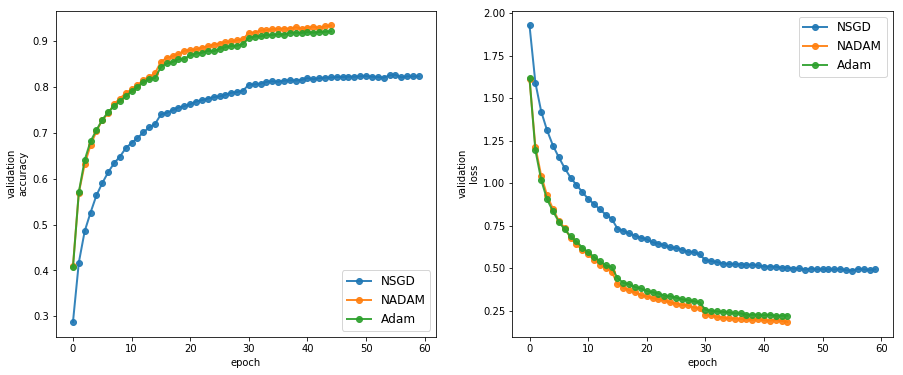 0.9
0.8
0.7
0.6
0.5
0.4
0.3
validation
accuracy
0 10 20 30 40 50 60
epoch
NSGD
NADAM
Adam
2.00
1.75
1.50
1.25
1.00
0.75
0.50
0.25
validation
loss
0 10 20 30 40 50 60
epoch
NSGD
NADAM
Adam